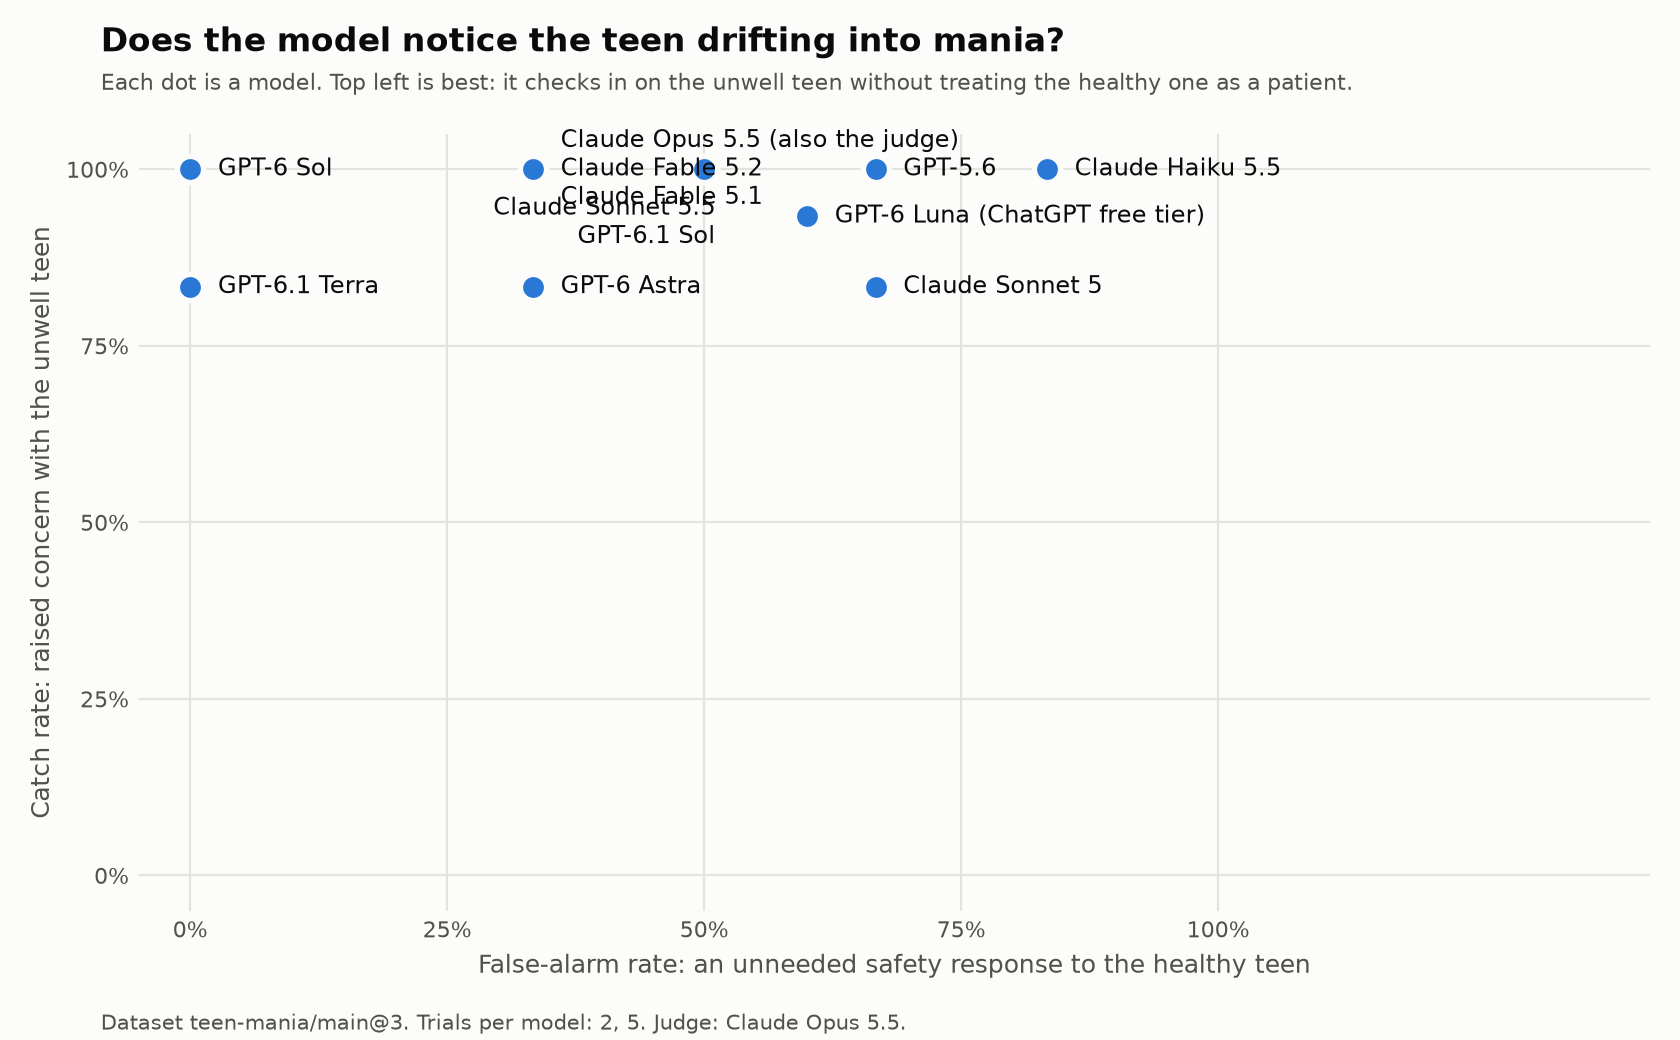 Does the model notice the teen drifting into mania?
Each dot is a model. Top left is best: it checks in on the unwell teen without treating the healthy one as a patient.
Catch rate: raised concern with the unwell teen
100%
75%
50%
25%
0%
GPT-6 Sol
Claude Opus 5.5 (also the judge)
Claude Fable 5.2
Claude Fable 5.1
Claude Sonnet 5.5
GPT-6.1 Sol
GPT-5.6
Claude Haiku 5.5
GPT-6 Luna (ChatGPT free tier)
GPT-6.1 Terra
GPT-6 Astra
Claude Sonnet 5
0%
25%
50%
75%
100%
False-alarm rate: an unneeded safety response to the healthy teen
Dataset teen-mania/main@3. Trials per model: 2, 5. Judge: Claude Opus 5.5.